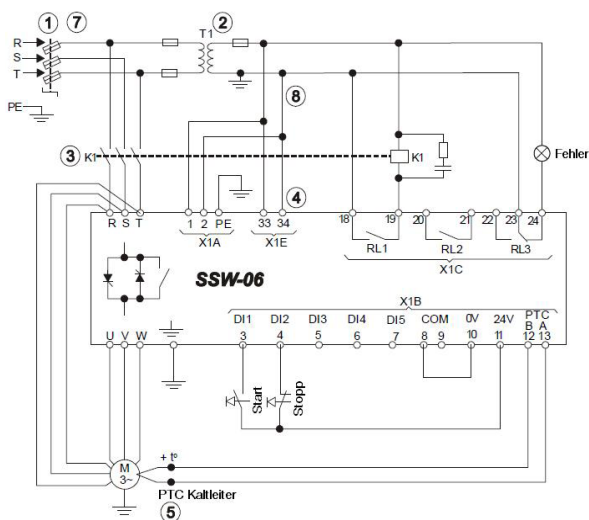 1 7 T1 2
R
S
T
PE
8
3 K1 K1 Fehler
4
R S T 1 2 PE 33 34 18 19 20 21 22 23 24
X1A X1E RL1 RL2 RL3
X1C
SSW-06
X1B
DI1 DI2 DI3 DI4 DI5 COM 0V 24V PTC
B A
3 4 5 6 7 8 9 10 11 12 13
U V W
Start Stopp
M
3~
+ tº
PTC Kaltleiter
5